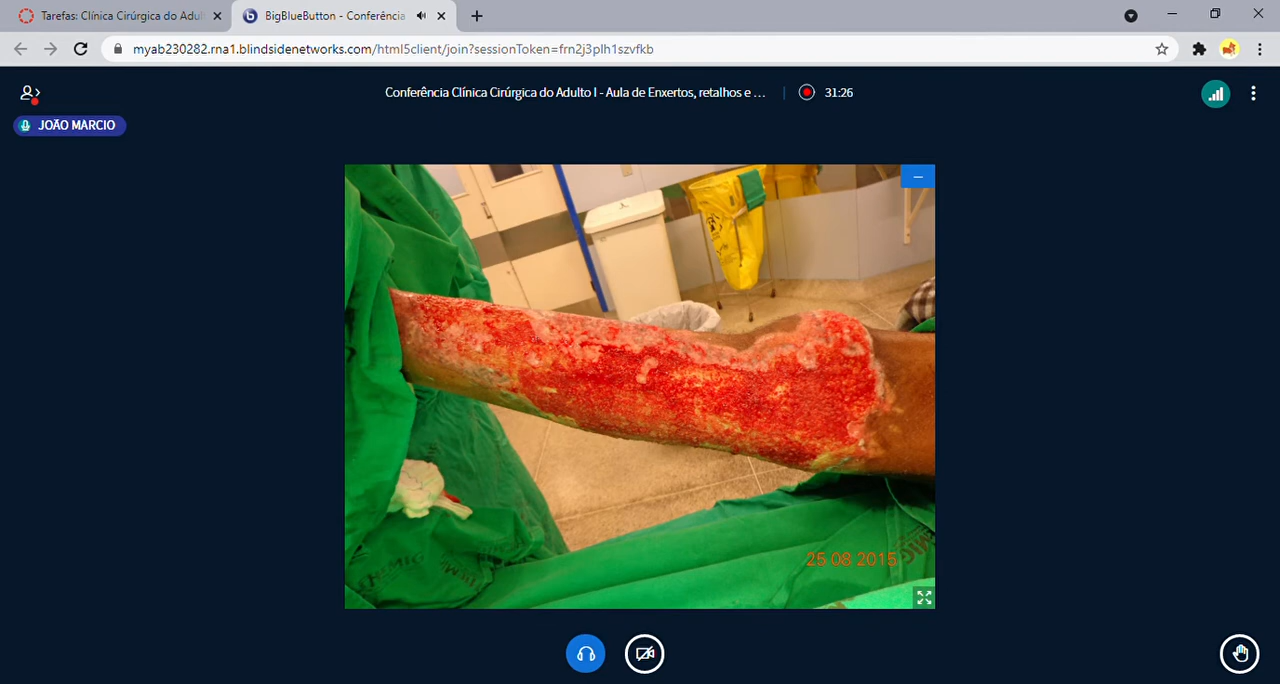 Tarefas: Clínica Cirúrgica do Adul
BigBlueButton - Conferência
myab230282.rna1.blindsidenetworks.com/html5client/join?sessionToken=frn2j3plh1szvfkb
Conferência Clínica Cirúrgica do Adulto I - Aula de Enxertos, retalhos e ...
31:26
JOÃO MARCIO
25 08 2015